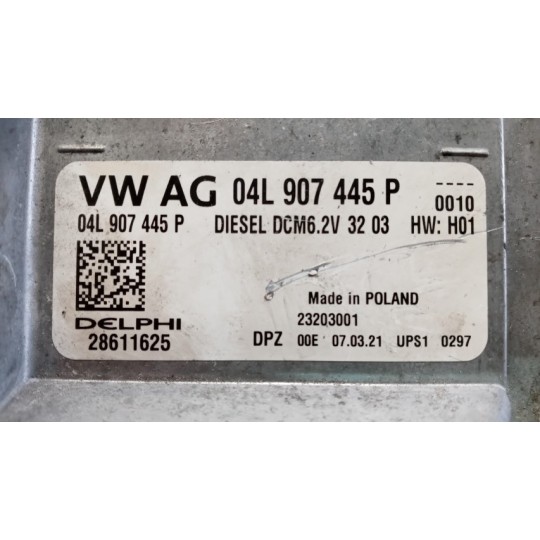 VW AG 04L 907 445 P ----
0010
04L 907 445 P DIESEL DCM6.2V 32 03 HW: H01
Made in POLAND
DELPHI 23203001
28611625 DPZ 00E 07.03.21 UPS1 0297